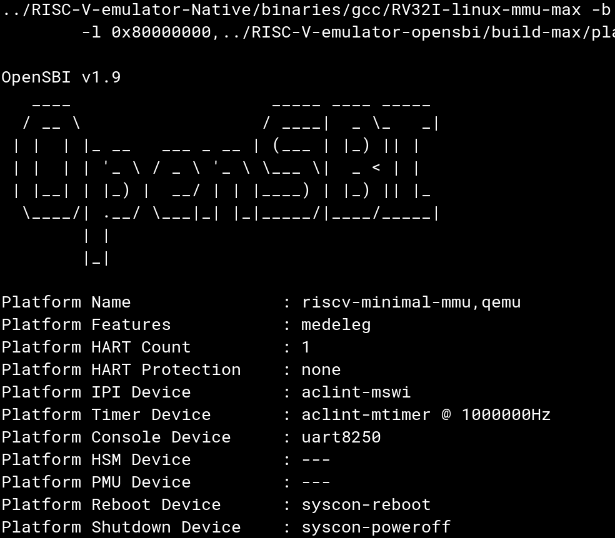 ../RISC-V-emulator-Native/binaries/gcc/RV32I-linux-mmu-max -b
        -l 0x80000000,../RISC-V-emulator-opensbi/build-max/pla

OpenSBI v1.9
OpenSBI

Platform Name               : riscv-minimal-mmu,qemu
Platform Features           : medeleg
Platform HART Count         : 1
Platform HART Protection    : none
Platform IPI Device         : aclint-mswi
Platform Timer Device       : aclint-mtimer @ 1000000Hz
Platform Console Device     : uart8250
Platform HSM Device         : ---
Platform PMU Device         : ---
Platform Reboot Device      : syscon-reboot
Platform Shutdown Device    : syscon-poweroff